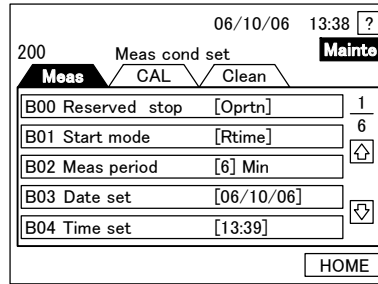 06/10/06 13:38 ?
200 Meas cond set Mainte
Meas CAL Clean
B00 Reserved stop [Oprtn]
B01 Start mode [Rtime]
B02 Meas period [6] Min
B03 Date set [06/10/06]
B04 Time set [13:39]
1
6
HOME